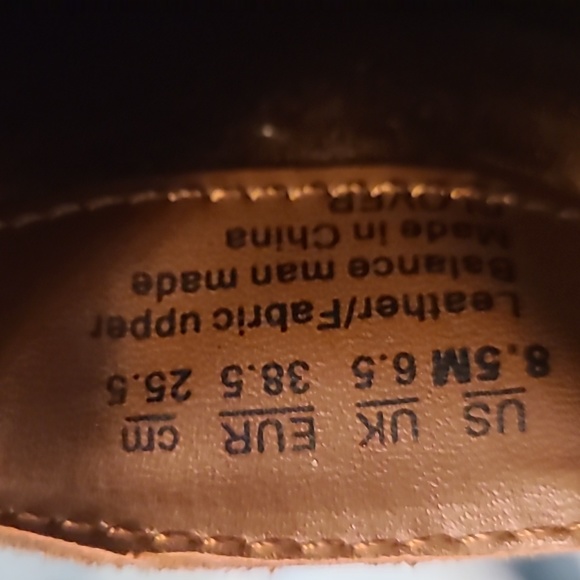 US UK EUR cm
8.5M 6.5 38.5 25.5
Leather/Fabric upper
Balance man made
Made in China
CLOVER